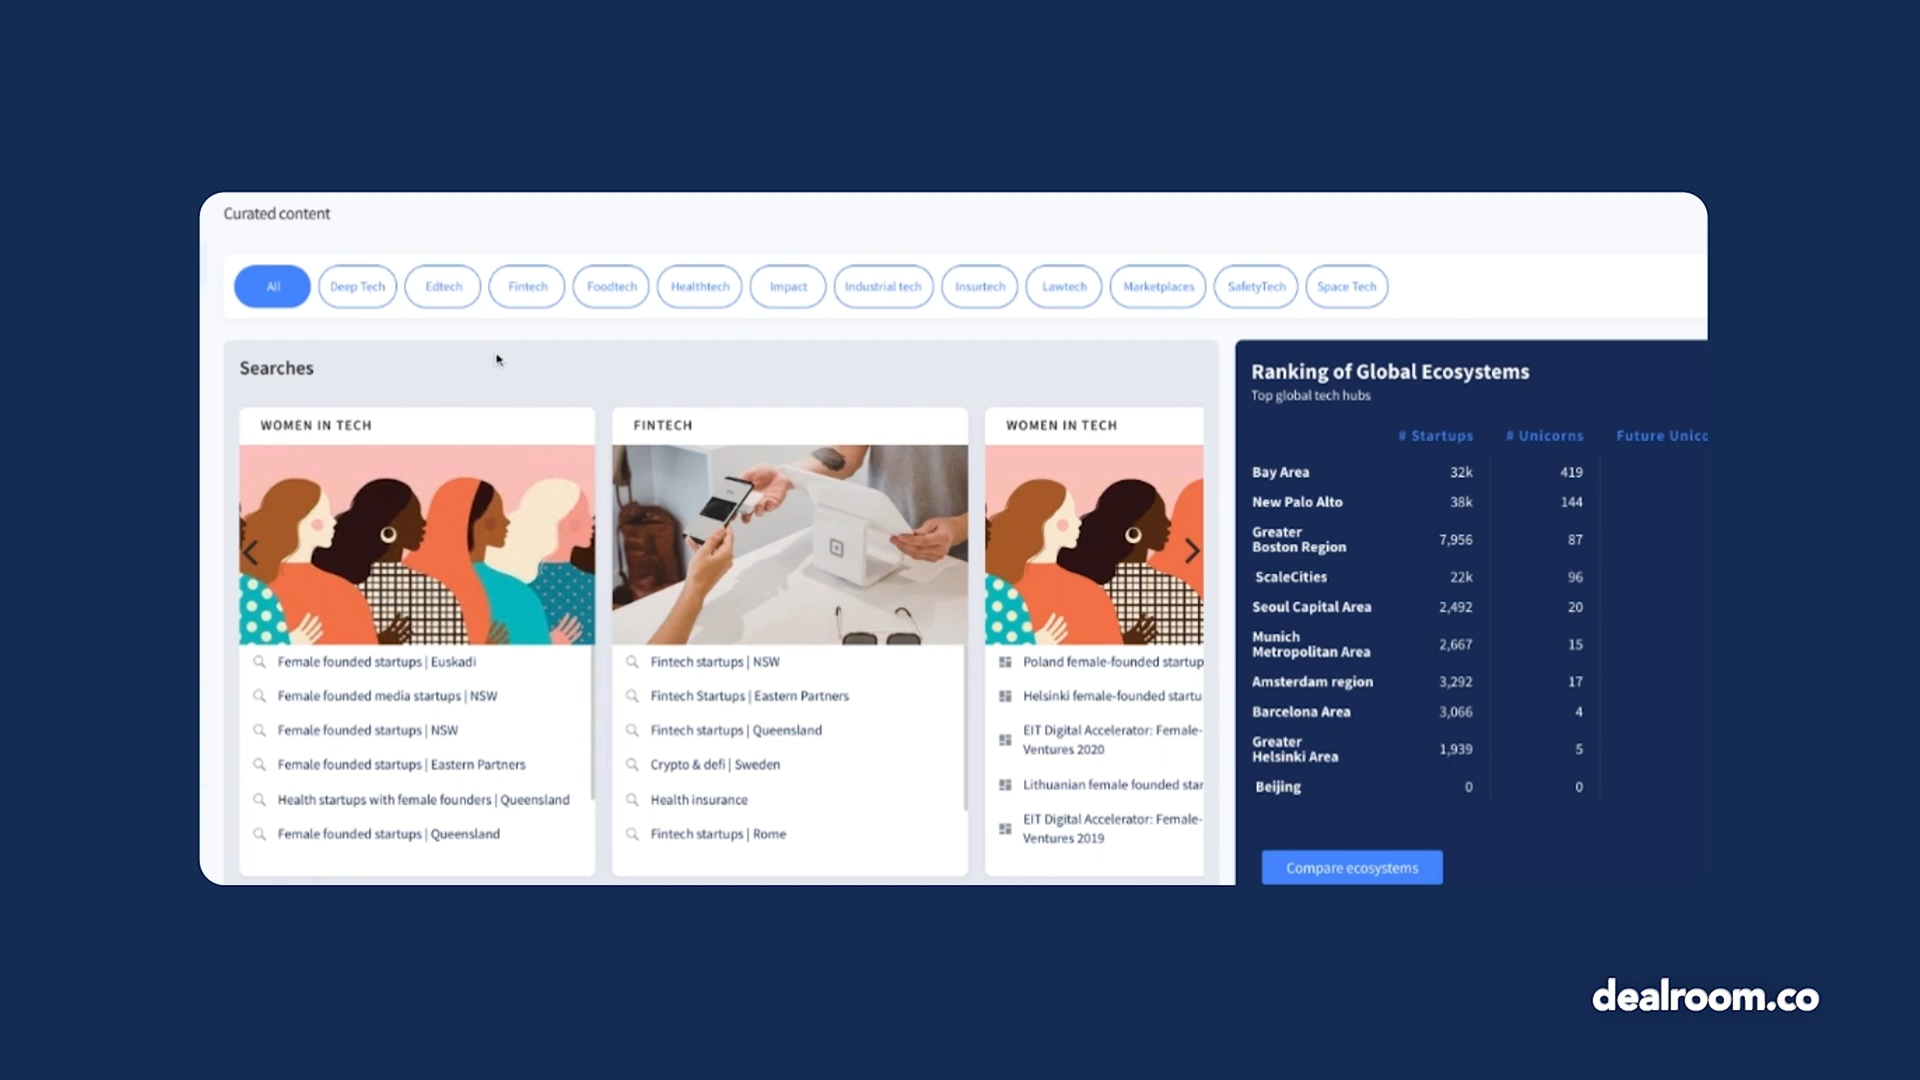 Curated content
All
Deep Tech
Edtech
Fintech
Foodtech
Healthtech
Impact
Industrial tech
Insurtech
Lawtech
Marketplaces
SafetyTech
Space Tech
Searches
WOMEN IN TECH
Female founded startups | Euskadi
Female founded media startups | NSW
Female founded startups | NSW
Female founded startups | Eastern Partners
Health startups with female founders | Queensland
Female founded startups | Queensland
FINTECH
Fintech startups | NSW
Fintech Startups | Eastern Partners
Fintech startups | Queensland
Crypto & defi | Sweden
Health insurance
Fintech startups | Rome
WOMEN IN TECH
Poland female-founded startup
Helsinki female-founded startu
EIT Digital Accelerator: Female-
Ventures 2020
Lithuanian female founded star
EIT Digital Accelerator: Female-
Ventures 2019
Ranking of Global Ecosystems
Top global tech hubs
# Startups # Unicorns Future Unicc
Bay Area 32k 419
New Palo Alto 38k 144
Greater
Boston Region 7,956 87
ScaleCities 22k 96
Seoul Capital Area 2,492 20
Munich
Metropolitan Area 2,667 15
Amsterdam region 3,292 17
Barcelona Area 3,066 4
Greater
Helsinki Area 1,939 5
Beijing 0 0
Compare ecosystems
dealroom.co